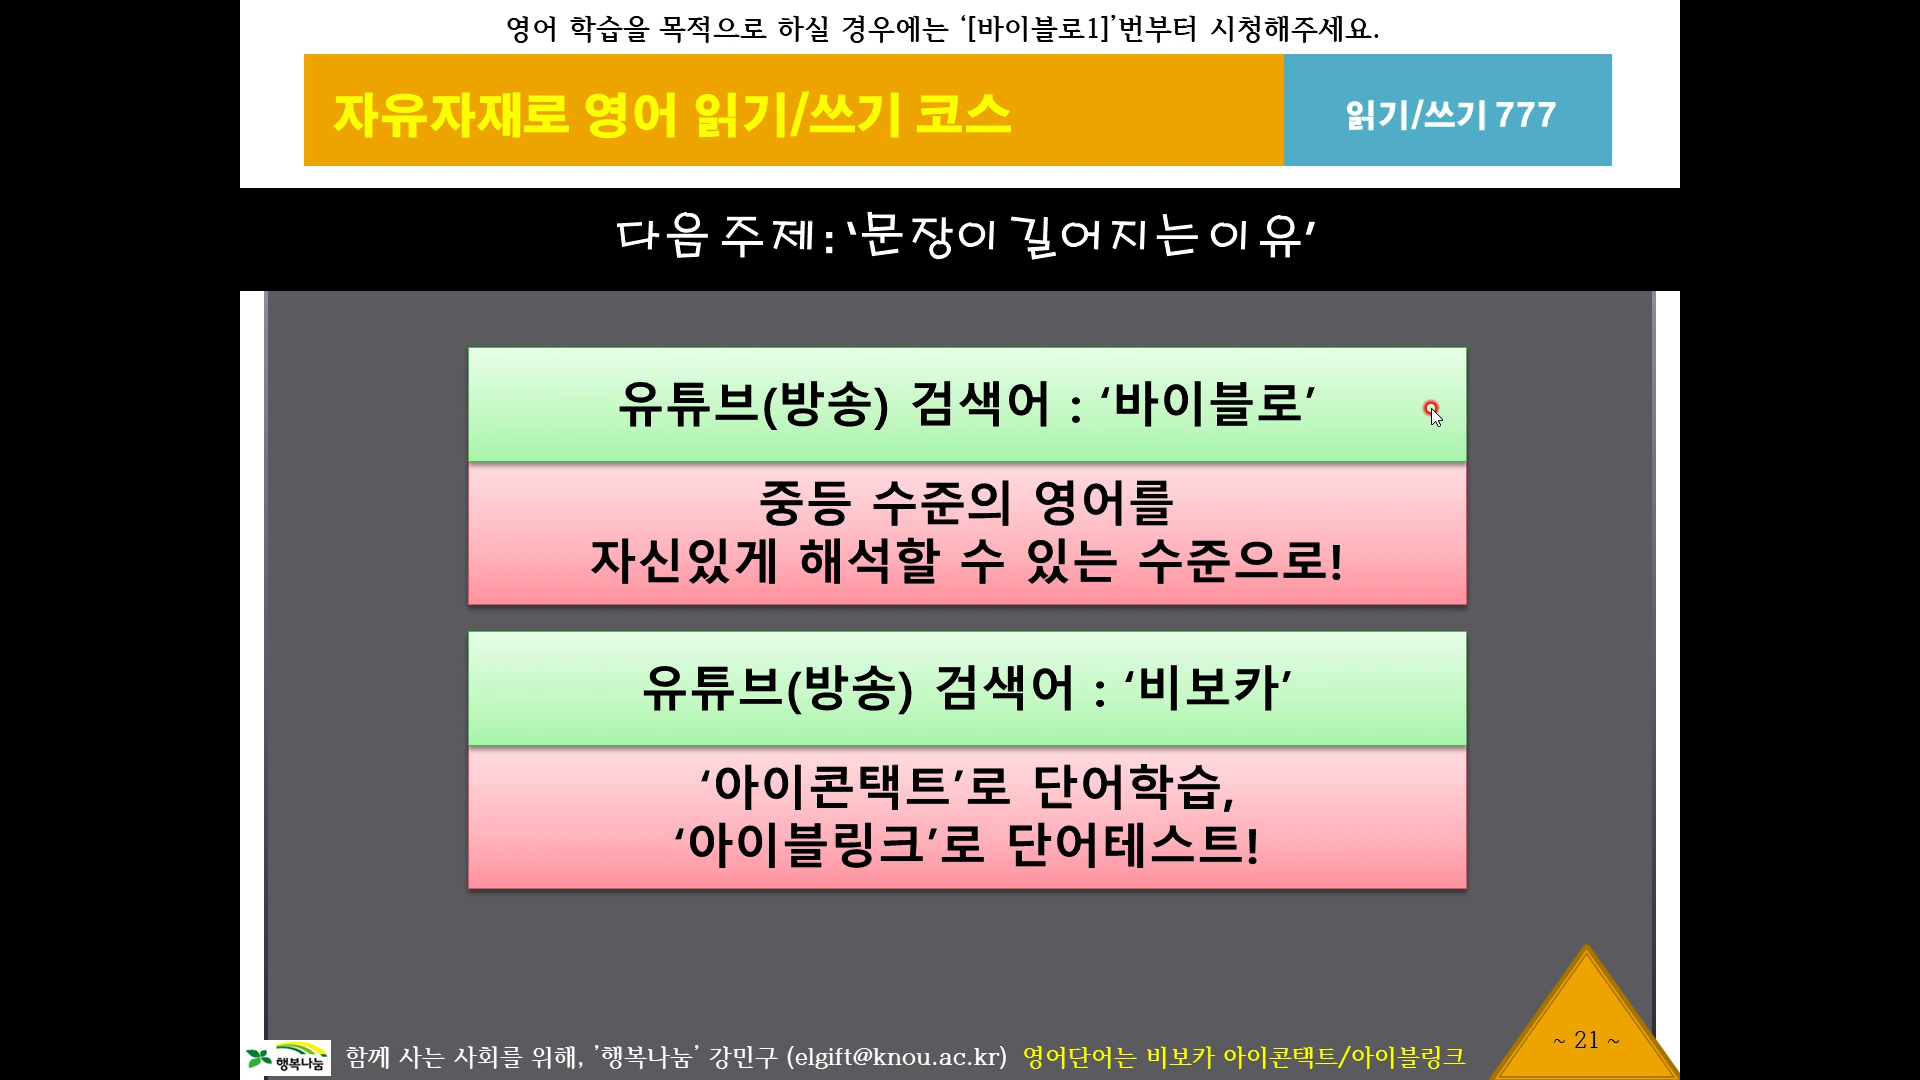 영어 학습을 목적으로 하실 경우에는 ‘[바이블로1]’번부터 시청해주세요.
자유자재로 영어 읽기/쓰기 코스
읽기/쓰기 777
다음 주제 : ‘문장이 길어지는 이유’
유튜브(방송) 검색어 : ‘바이블로’
중등 수준의 영어를
자신있게 해석할 수 있는 수준으로!
유튜브(방송) 검색어 : ‘비보카’
‘아이콘택트’로 단어학습,
‘아이블링크’로 단어테스트!
~ 21 ~
행복나눔
함께 사는 사회를 위해, ’행복나눔’ 강민구 (elgift@knou.ac.kr) 영어단어는 비보카 아이콘택트/아이블링크